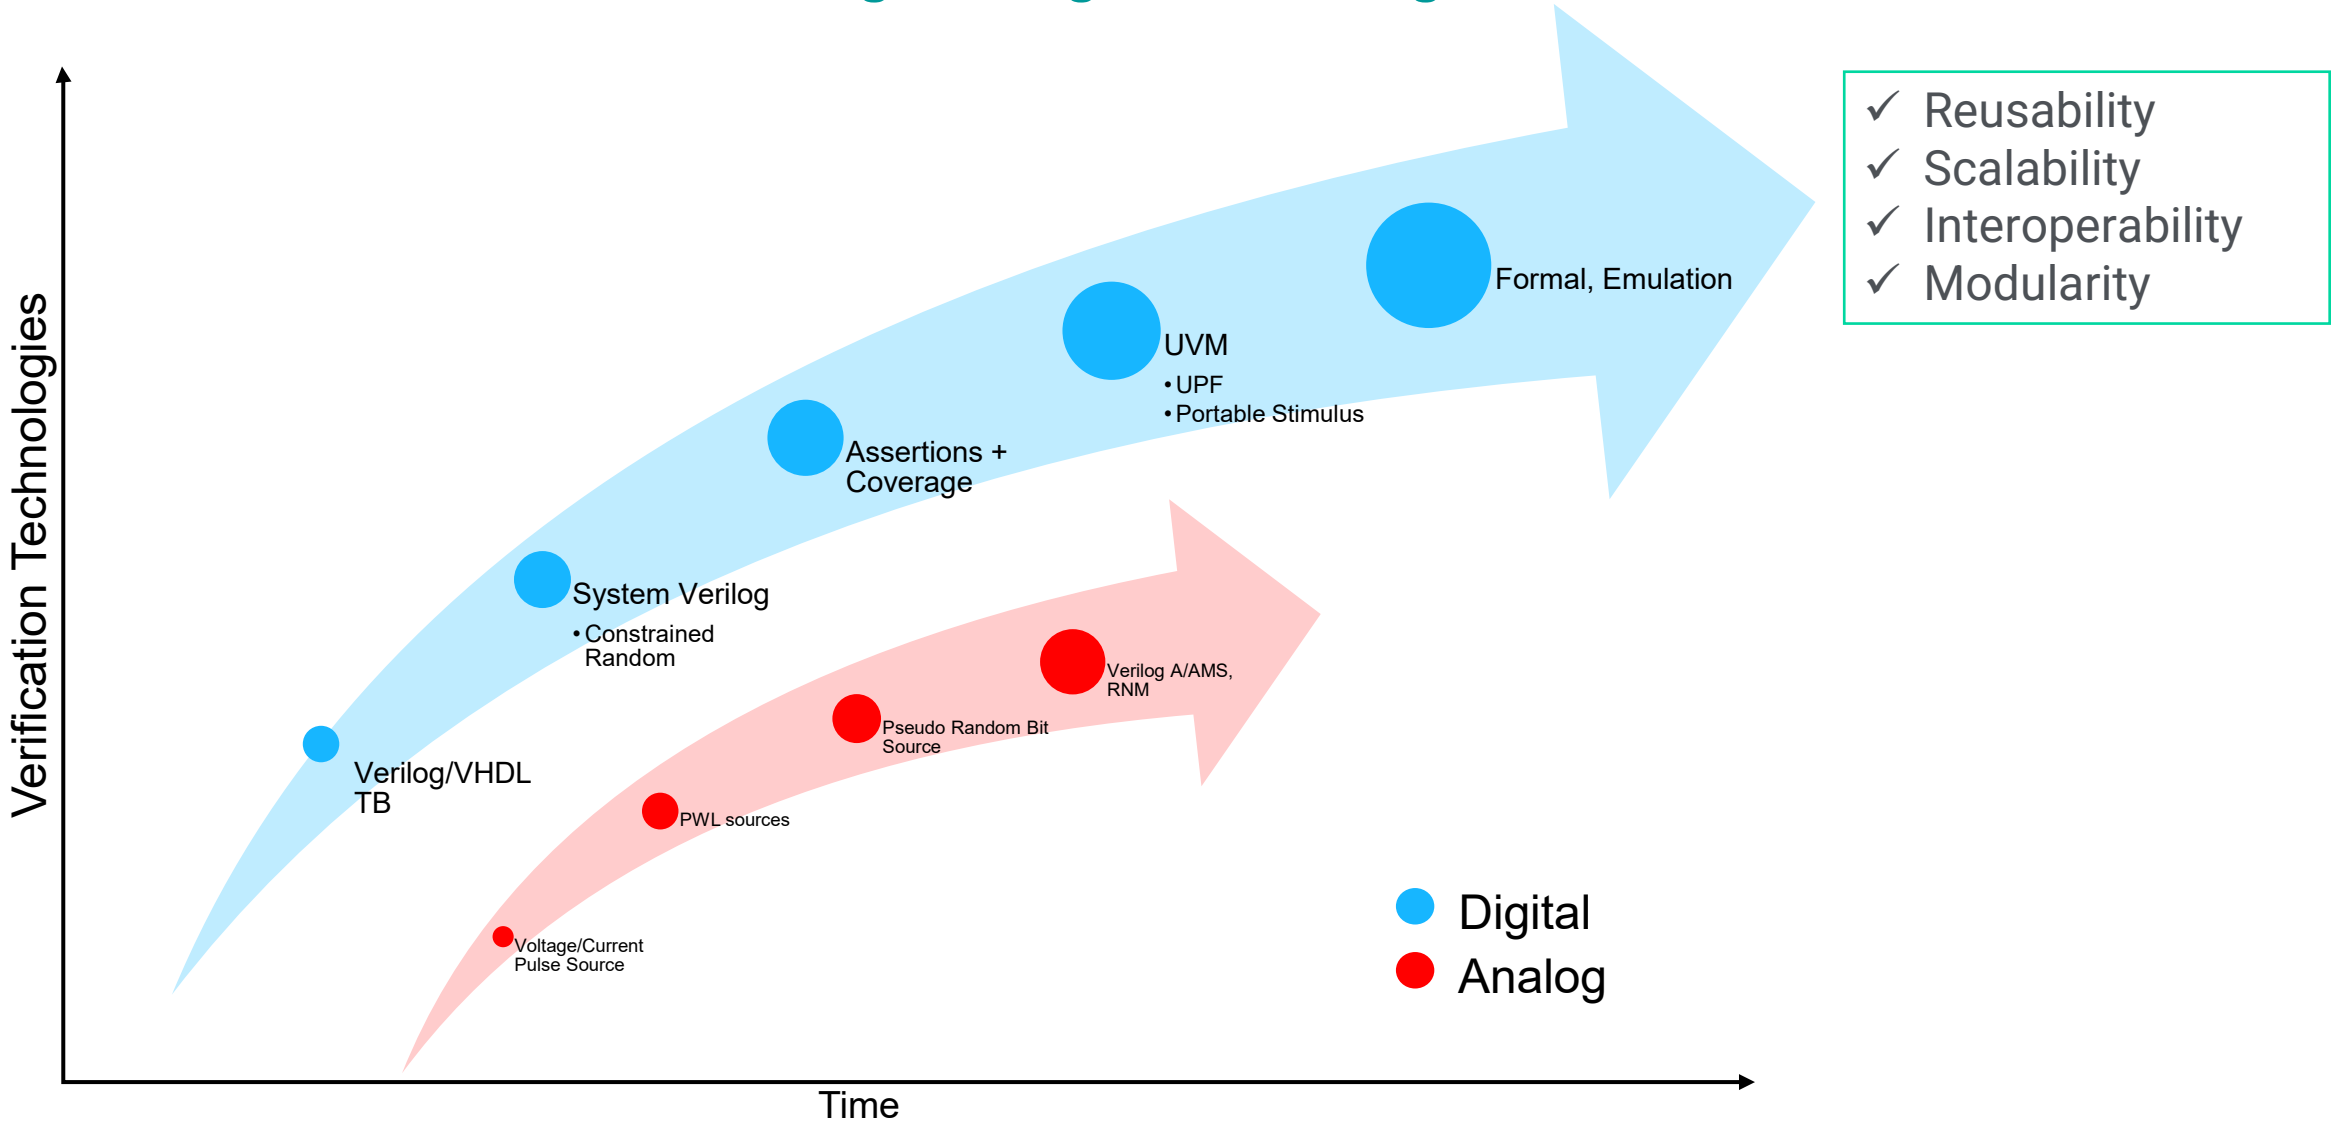 Verification Technologies
Reusability
Scalability
Interoperability
Modularity
Formal, Emulation
UVM
• UPF
• Portable Stimulus
Assertions +
Coverage
System Verilog
• Constrained
Random
Verilog/VHDL
TB
Verilog A/AMS,
RNM
Pseudo Random Bit
Source
PWL sources
Voltage/Current
Pulse Source
Digital
Analog
Time